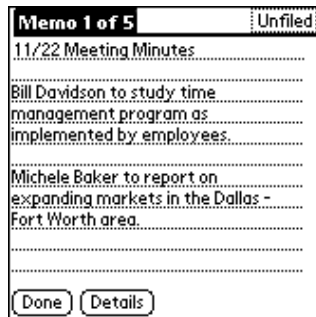 Memo 1 of 5 Unfiled
11/22 Meeting Minutes
Bill Davidson to study time
management program as
implemented by employees.
Michele Baker to report on
expanding markets in the Dallas -
Fort Worth area.
Done Details